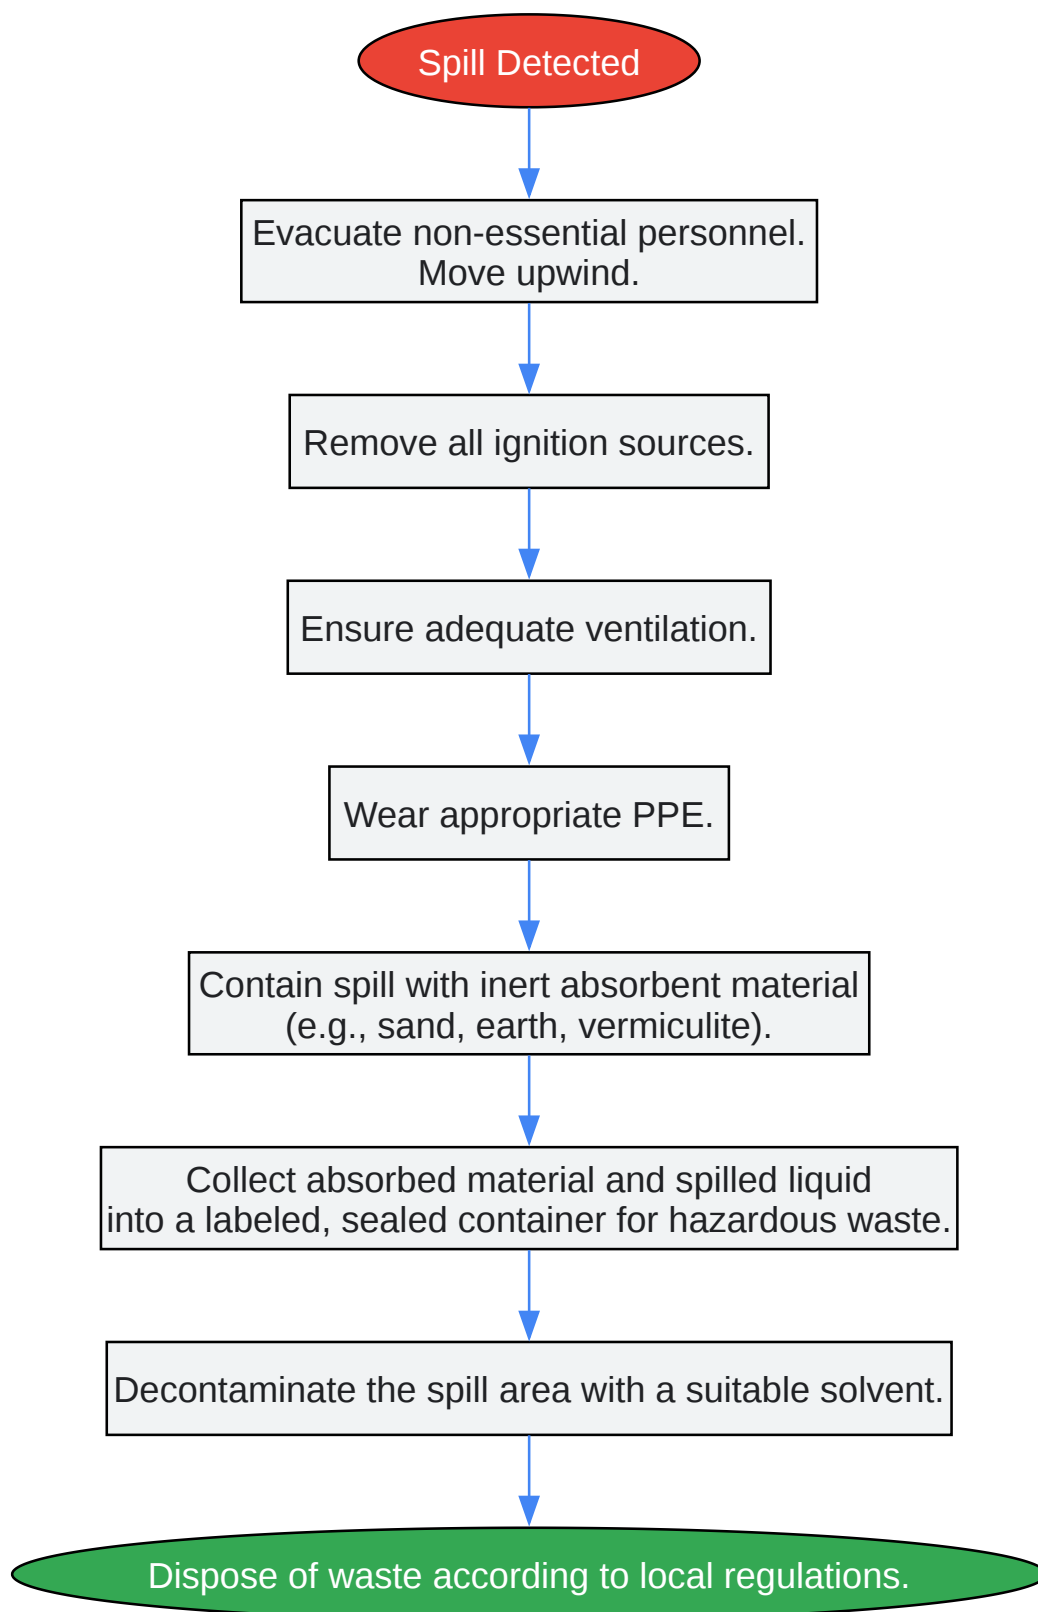 Spill Detected
Evacuate non-essential personnel.
Move upwind.
Remove all ignition sources.
Ensure adequate ventilation.
Wear appropriate PPE.
Contain spill with inert absorbent material
(e.g., sand, earth, vermiculite).
Collect absorbed material and spilled liquid
into a labeled, sealed container for hazardous waste.
Decontaminate the spill area with a suitable solvent.
Dispose of waste according to local regulations.